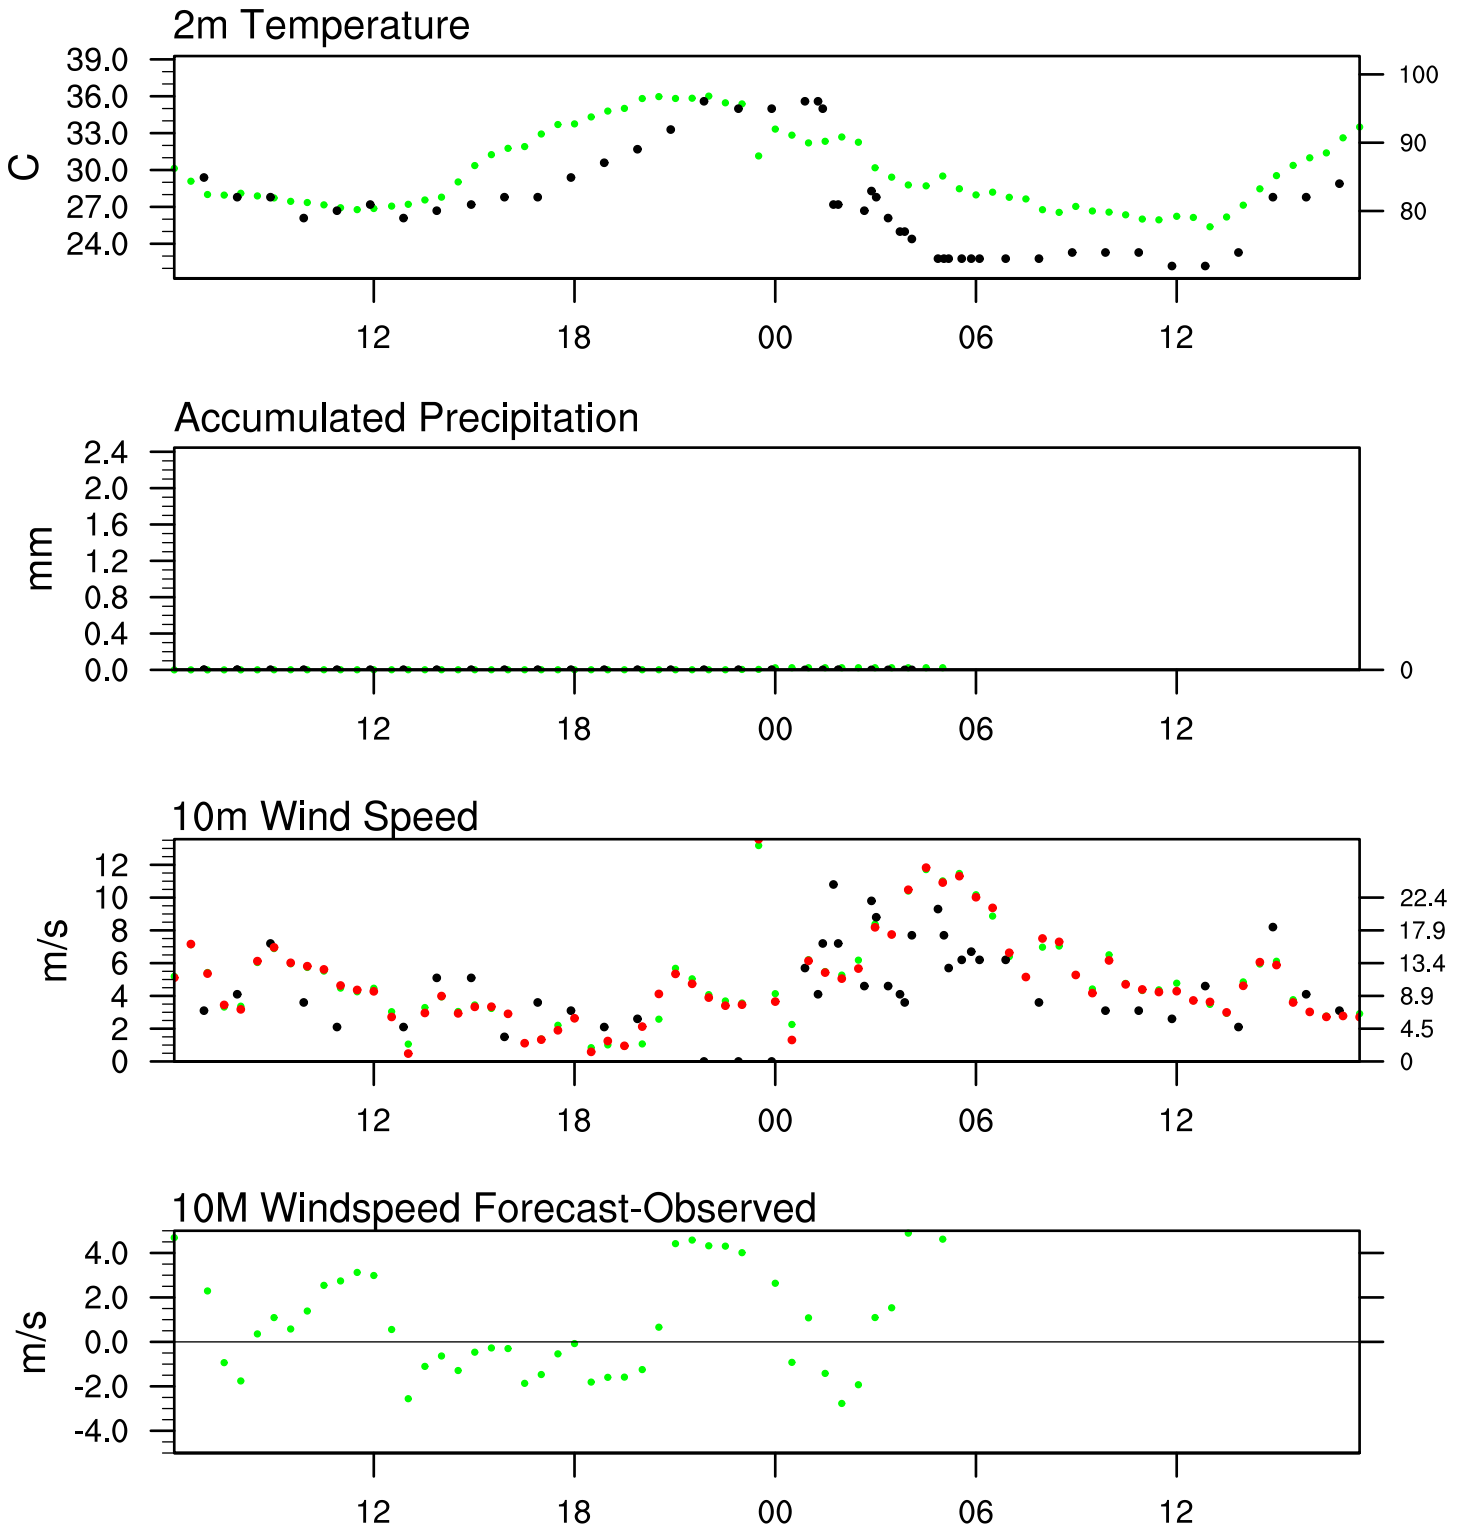 2m Temperature
39.0
36.0
33.0
30.0
27.0
24.0
C
100
90
80
12 18 00 06 12
Accumulated Precipitation
2.4
2.0
1.6
1.2
0.8
0.4
0.0
mm
0
12 18 00 06 12
10m Wind Speed
12
10
8
6
4
2
0
m/s
22.4
17.9
13.4
8.9
4.5
0
12 18 00 06 12
10M Windspeed Forecast-Observed
4.0
2.0
0.0
-2.0
-4.0
m/s
12 18 00 06 12